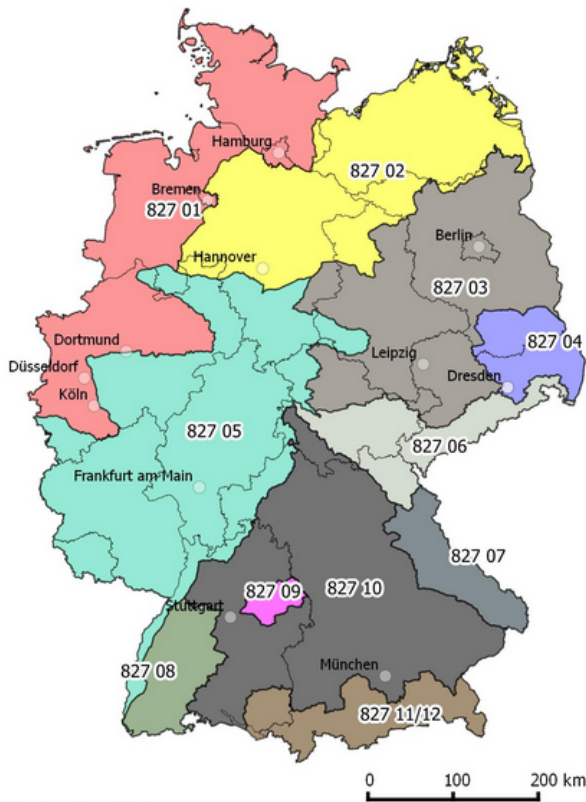 Hamburg
827 02
Bremen
827 01
Berlin
Hannover
827 03
Dortmund
827 04
Düsseldorf
Leipzig
Dresden
Köln
827 05
827 06
Frankfurt am Main
827 07
827 09
827 10
Stuttgart
827 08
München
827 11/12
0 100 200 km